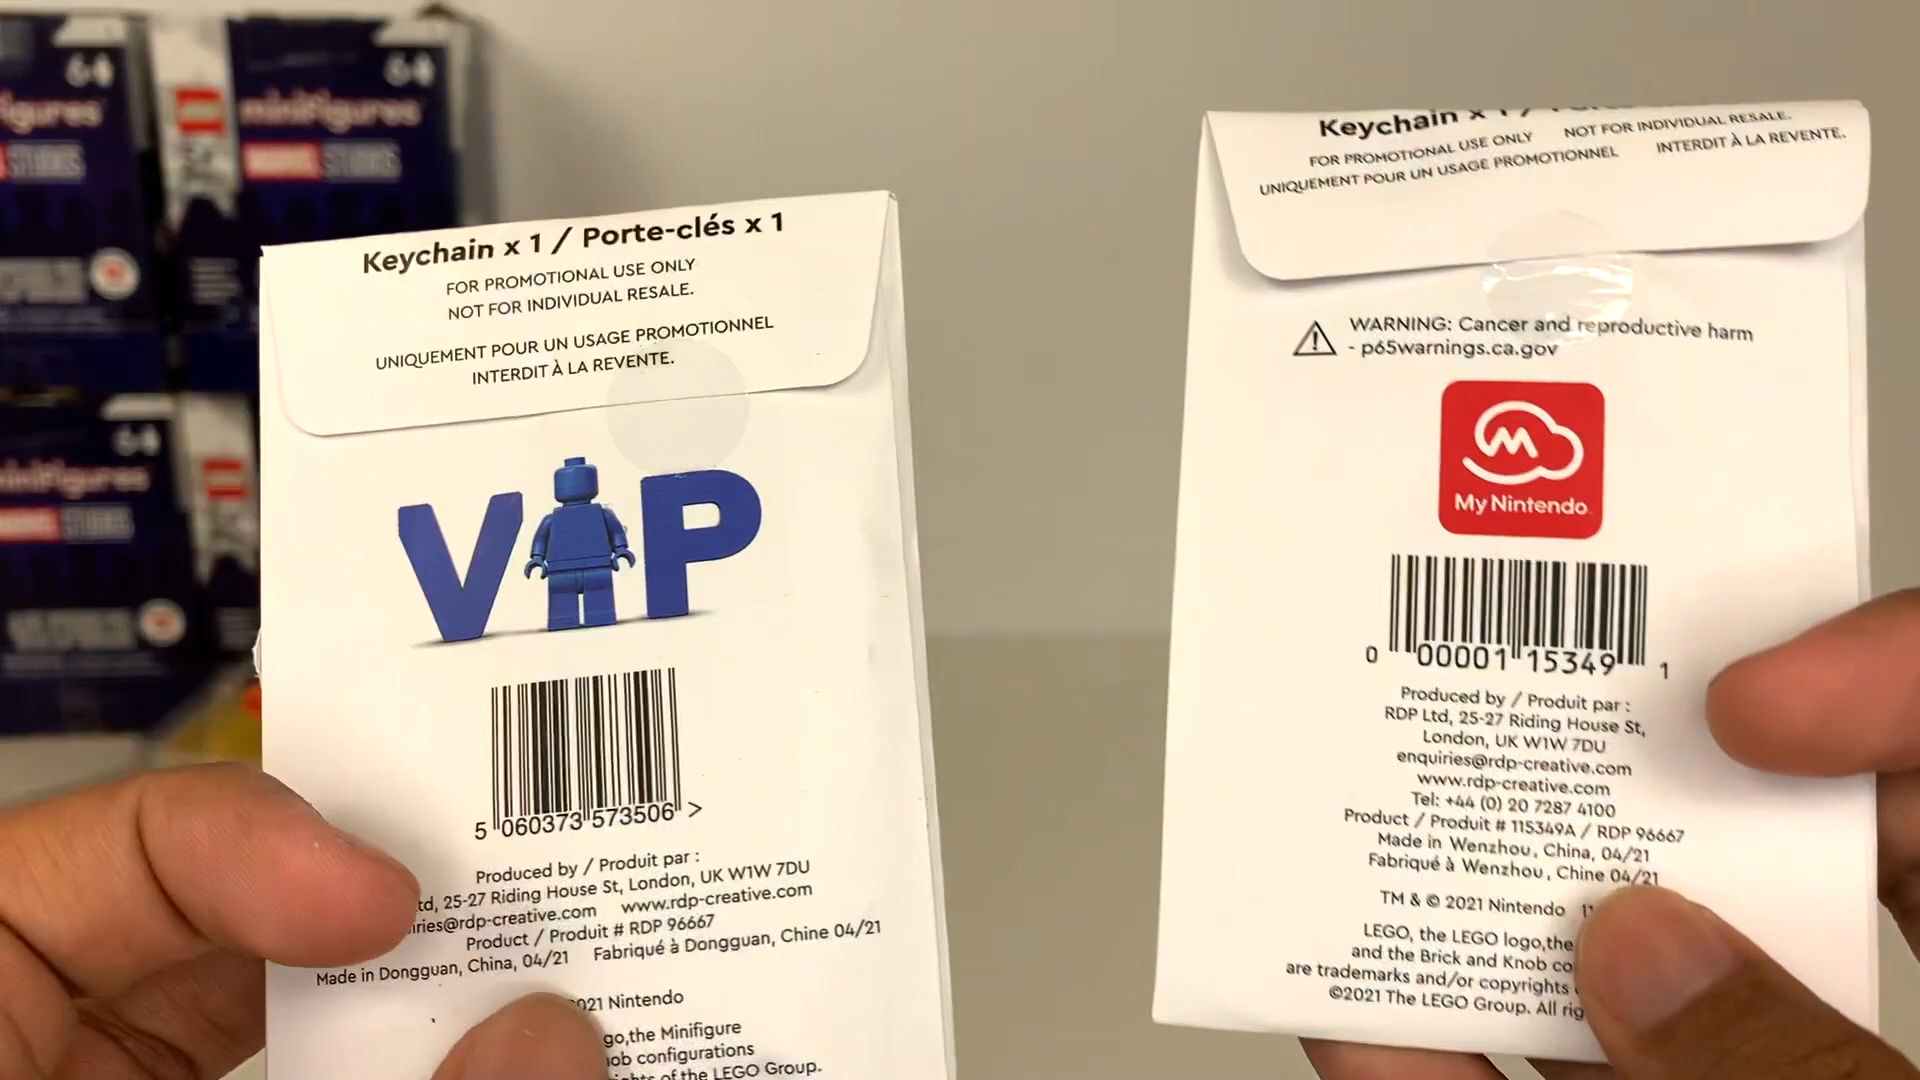 minifigures
MARVEL STUDIOS
Keychain x 1 / Porte-clés x 1
FOR PROMOTIONAL USE ONLY
NOT FOR INDIVIDUAL RESALE.
UNIQUEMENT POUR UN USAGE PROMOTIONNEL
INTERDIT À LA REVENTE.
VIP
5 060373 573506 >
Produced by / Produit par :
25-27 Riding House St, London, UK W1W 7DU
@rdp-creative.com www.rdp-creative.com
Product / Produit # RDP 96667
Made in Dongguan, China, 04/21 Fabriqué à Dongguan, Chine 04/21
Nintendo
the Minifigure
configurations
of the LEGO Group.
Keychain x 1 /
FOR PROMOTIONAL USE ONLY NOT FOR INDIVIDUAL RESALE.
UNIQUEMENT POUR UN USAGE PROMOTIONNEL INTERDIT À LA REVENTE.
WARNING: Cancer and reproductive harm
- p65warnings.ca.gov
My Nintendo
0 00001 15349 1
Produced by / Produit par :
RDP Ltd, 25-27 Riding House St,
London, UK W1W 7DU
enquiries@rdp-creative.com
www.rdp-creative.com
Tel: +44 (0) 20 7287 4100
Product / Produit # 115349A / RDP 96667
Made in Wenzhou, China, 04/21
Fabriqué à Wenzhou, Chine 04/21
TM & © 2021 Nintendo
LEGO, the LEGO logo,the
and the Brick and Knob
are trademarks and/or copyrights
©2021 The LEGO Group. All